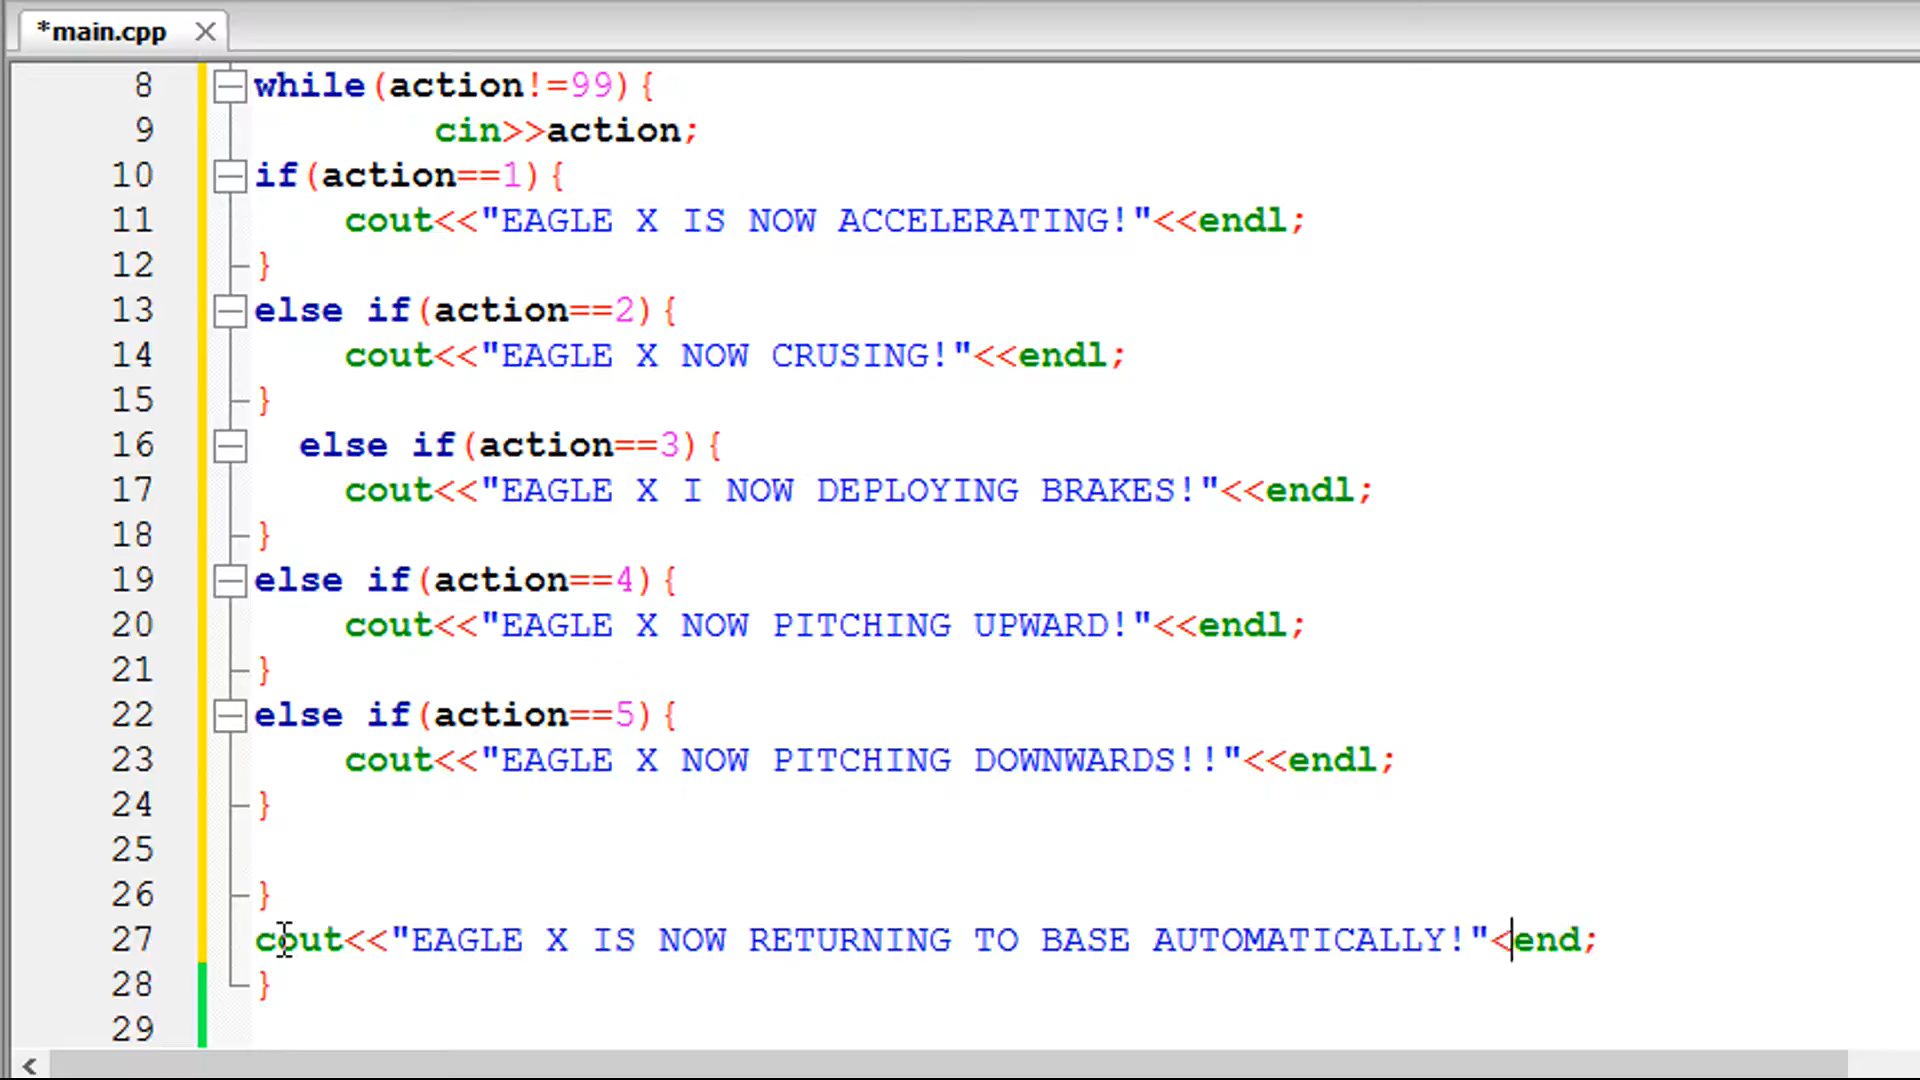 *main.cpp
8 while(action!=99){
9 cin>>action;
10 if(action==1){
11 cout<<"EAGLE X IS NOW ACCELERATING!"<<endl;
12 }
13 else if(action==2){
14 cout<<"EAGLE X NOW CRUSING!"<<endl;
15 }
16 else if(action==3){
17 cout<<"EAGLE X I NOW DEPLOYING BRAKES!"<<endl;
18 }
19 else if(action==4){
20 cout<<"EAGLE X NOW PITCHING UPWARD!"<<endl;
21 }
22 else if(action==5){
23 cout<<"EAGLE X NOW PITCHING DOWNWARDS!!"<<endl;
24 }
25
26 }
27 cout<<"EAGLE X IS NOW RETURNING TO BASE AUTOMATICALLY!"<end;
28 }
29